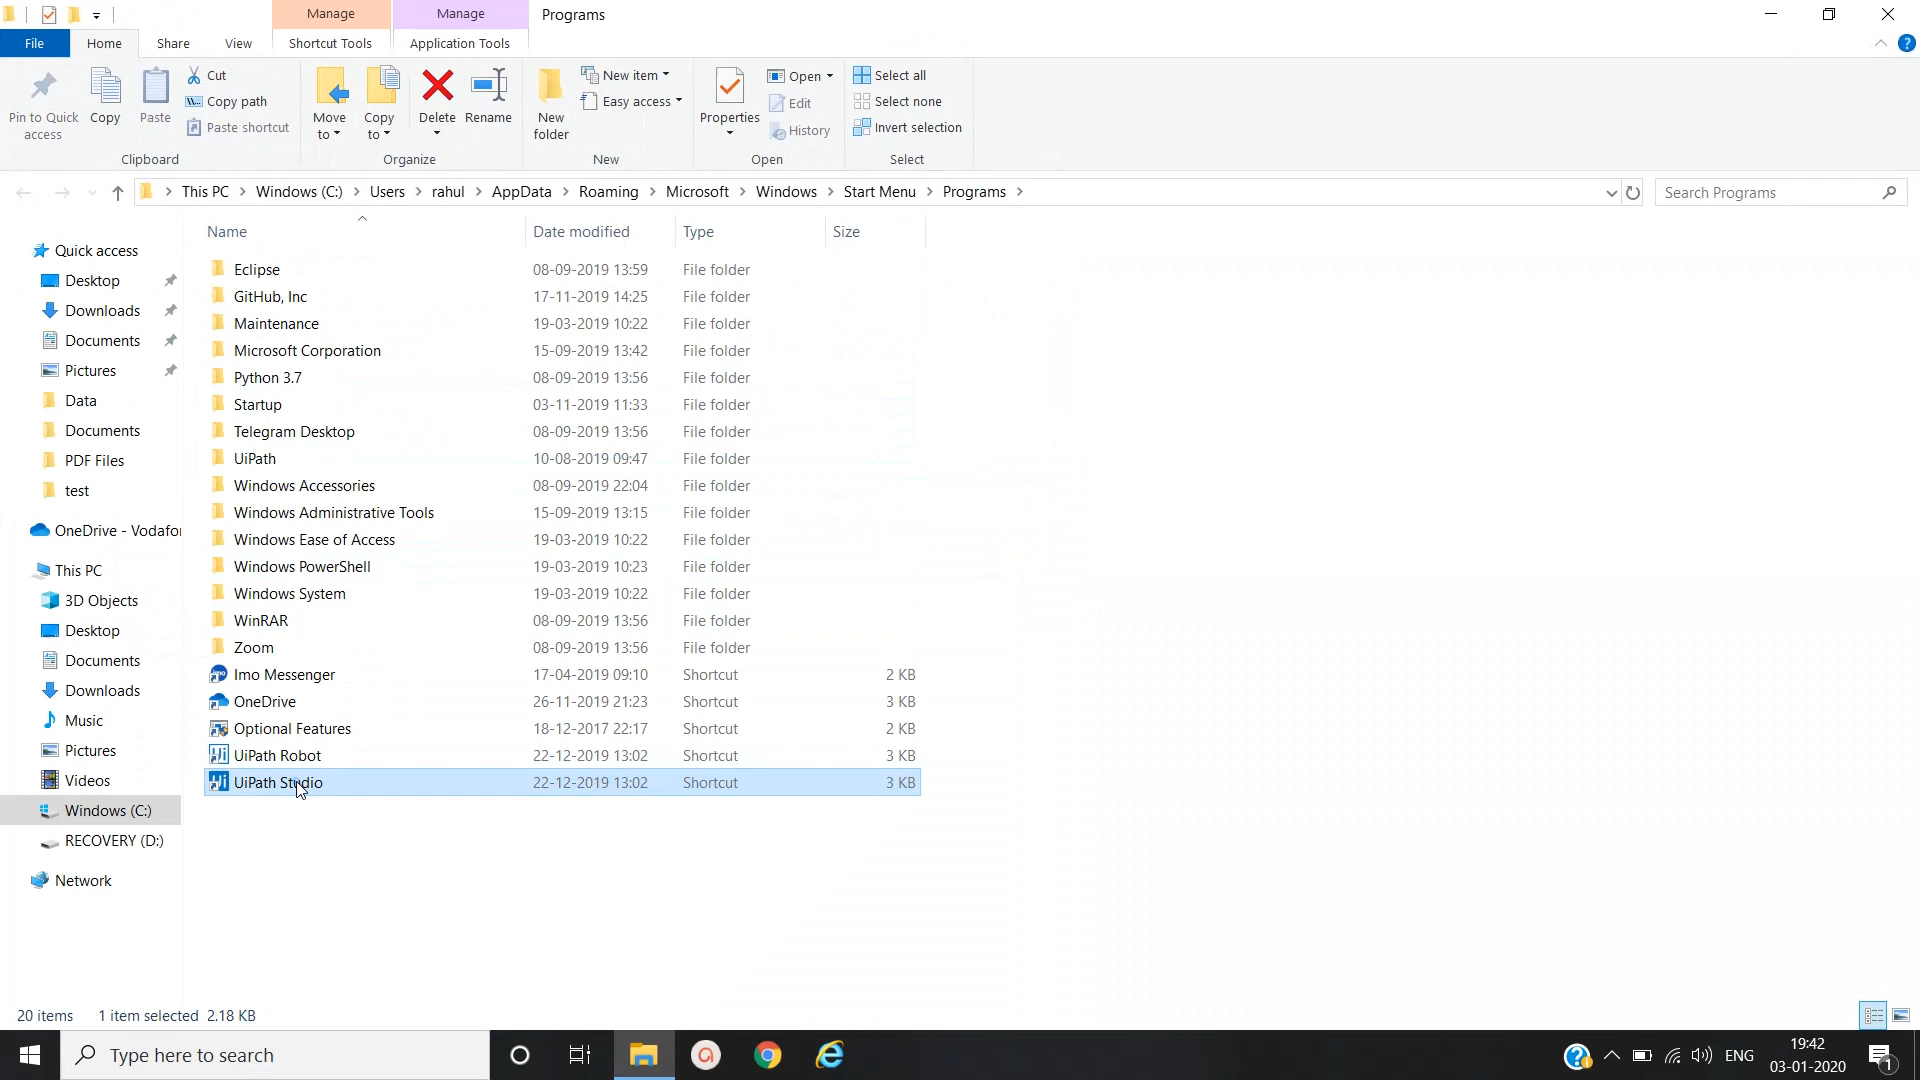 Manage
Manage
Programs
File
Home
Share
View
Shortcut Tools
Application Tools
Pin to Quick access
Copy
Paste
Cut
Copy path
Paste shortcut
Move to
Copy to
Delete
Rename
New folder
New item
Easy access
Properties
Open
Edit
History
Select all
Select none
Invert selection
Clipboard
Organize
New
Open
Select
This PC > Windows (C:) > Users > rahul > AppData > Roaming > Microsoft > Windows > Start Menu > Programs >
Search Programs
Name Date modified Type Size
Quick access
Desktop
Downloads
Documents
Pictures
Data
Documents
PDF Files
test
OneDrive - Vodafo
This PC
3D Objects
Desktop
Documents
Downloads
Music
Pictures
Videos
Windows (C:)
RECOVERY (D:)
Network
Eclipse 08-09-2019 13:59 File folder
GitHub, Inc 17-11-2019 14:25 File folder
Maintenance 19-03-2019 10:22 File folder
Microsoft Corporation 15-09-2019 13:42 File folder
Python 3.7 08-09-2019 13:56 File folder
Startup 03-11-2019 11:33 File folder
Telegram Desktop 08-09-2019 13:56 File folder
UiPath 10-08-2019 09:47 File folder
Windows Accessories 08-09-2019 22:04 File folder
Windows Administrative Tools 15-09-2019 13:15 File folder
Windows Ease of Access 19-03-2019 10:22 File folder
Windows PowerShell 19-03-2019 10:23 File folder
Windows System 19-03-2019 10:22 File folder
WinRAR 08-09-2019 13:56 File folder
Zoom 08-09-2019 13:56 File folder
Imo Messenger 17-04-2019 09:10 Shortcut 2 KB
OneDrive 26-11-2019 21:23 Shortcut 3 KB
Optional Features 18-12-2017 22:17 Shortcut 2 KB
UiPath Robot 22-12-2019 13:02 Shortcut 3 KB
UiPath Studio 22-12-2019 13:02 Shortcut 3 KB
20 items 1 item selected 2.18 KB
Type here to search
ENG
19:42
03-01-2020
1